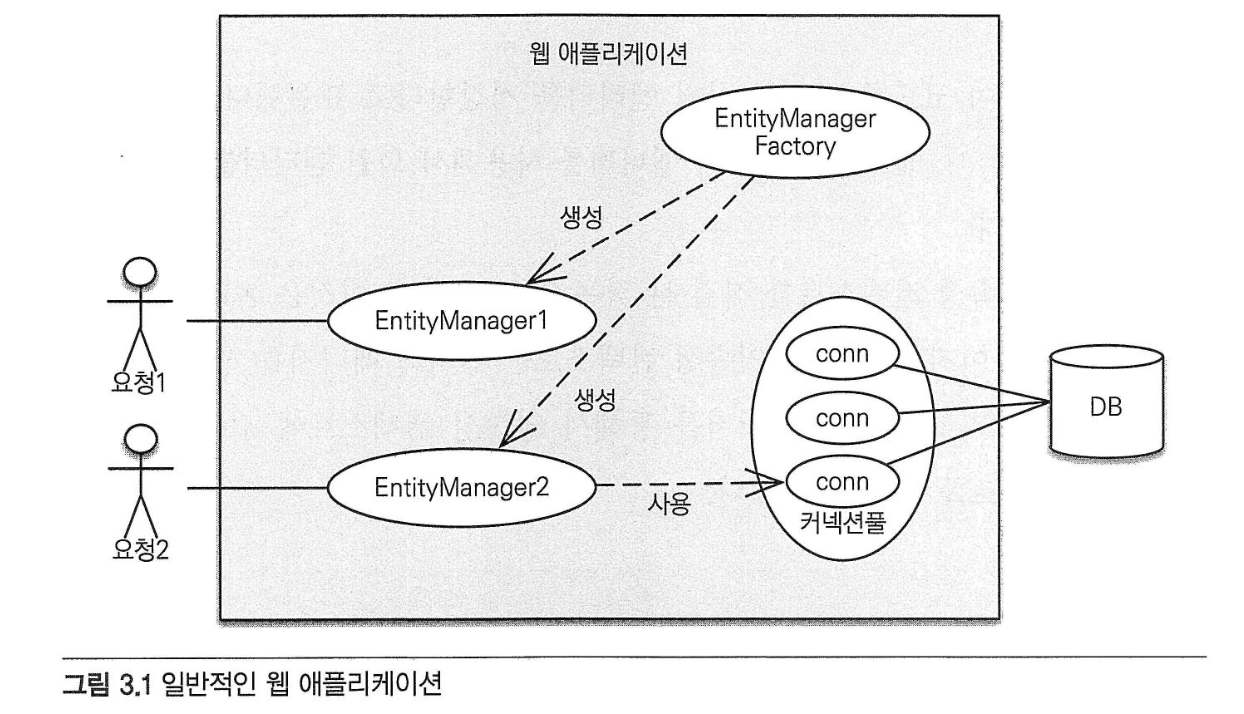 웹 애플리케이션
EntityManager
Factory
생성
EntityManager1
요청1
conn
conn
DB
생성
EntityManager2
conn
사용
커넥션풀
요청2
그림 3.1 일반적인 웹 애플리케이션